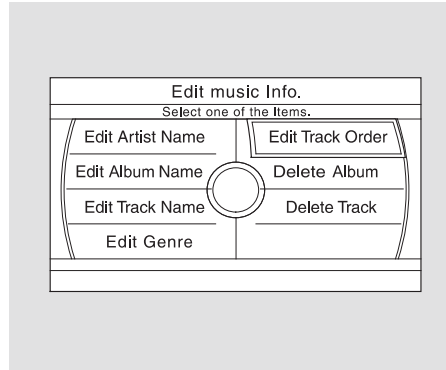 Edit music Info.
Select one of the Items.
Edit Artist Name
Edit Album Name
Edit Track Name
Edit Genre
Edit Track Order
Delete Album
Delete Track